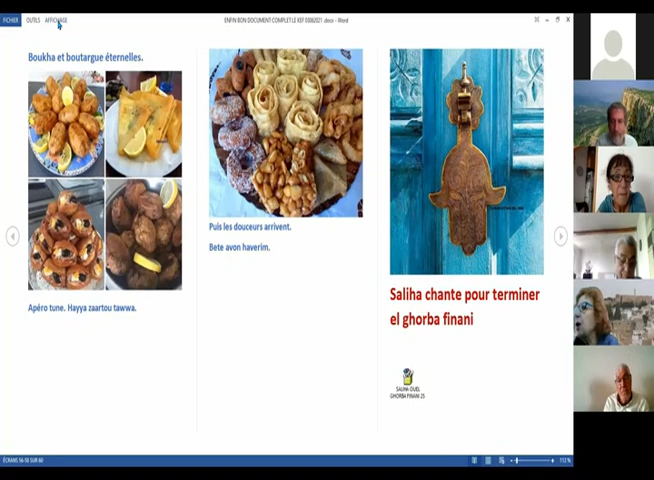 FICHIER OUTILS AFFICHAGE
ENFIN BON DOCUMENT COMPLET LE KEF 03082021 .docx - Word
Boukha et boutargue éternelles.
Apéro tune. Hayya zaartou tawwa.
Puis les douceurs arrivent.
Bete avon haverim.
Saliha chante pour terminer
el ghorba finani
SALIHA OUEL
GHORBA FINANI 25
ÉCRANS 56-58 SUR 60
112 %